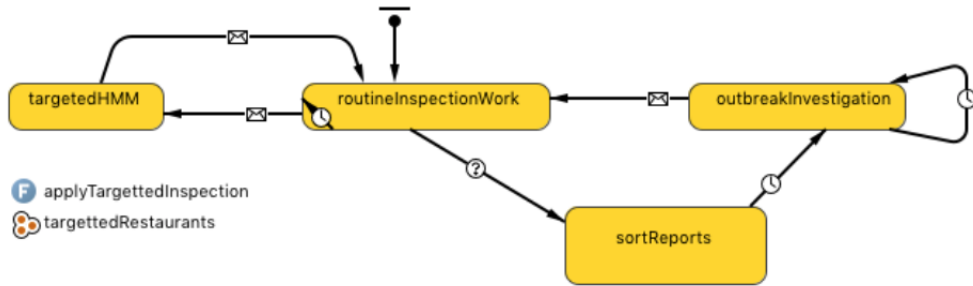 targetedHMM
routineInspectionWork
outbreakInvestigation
?
F applyTargettedInspection
targettedRestaurants
sortReports